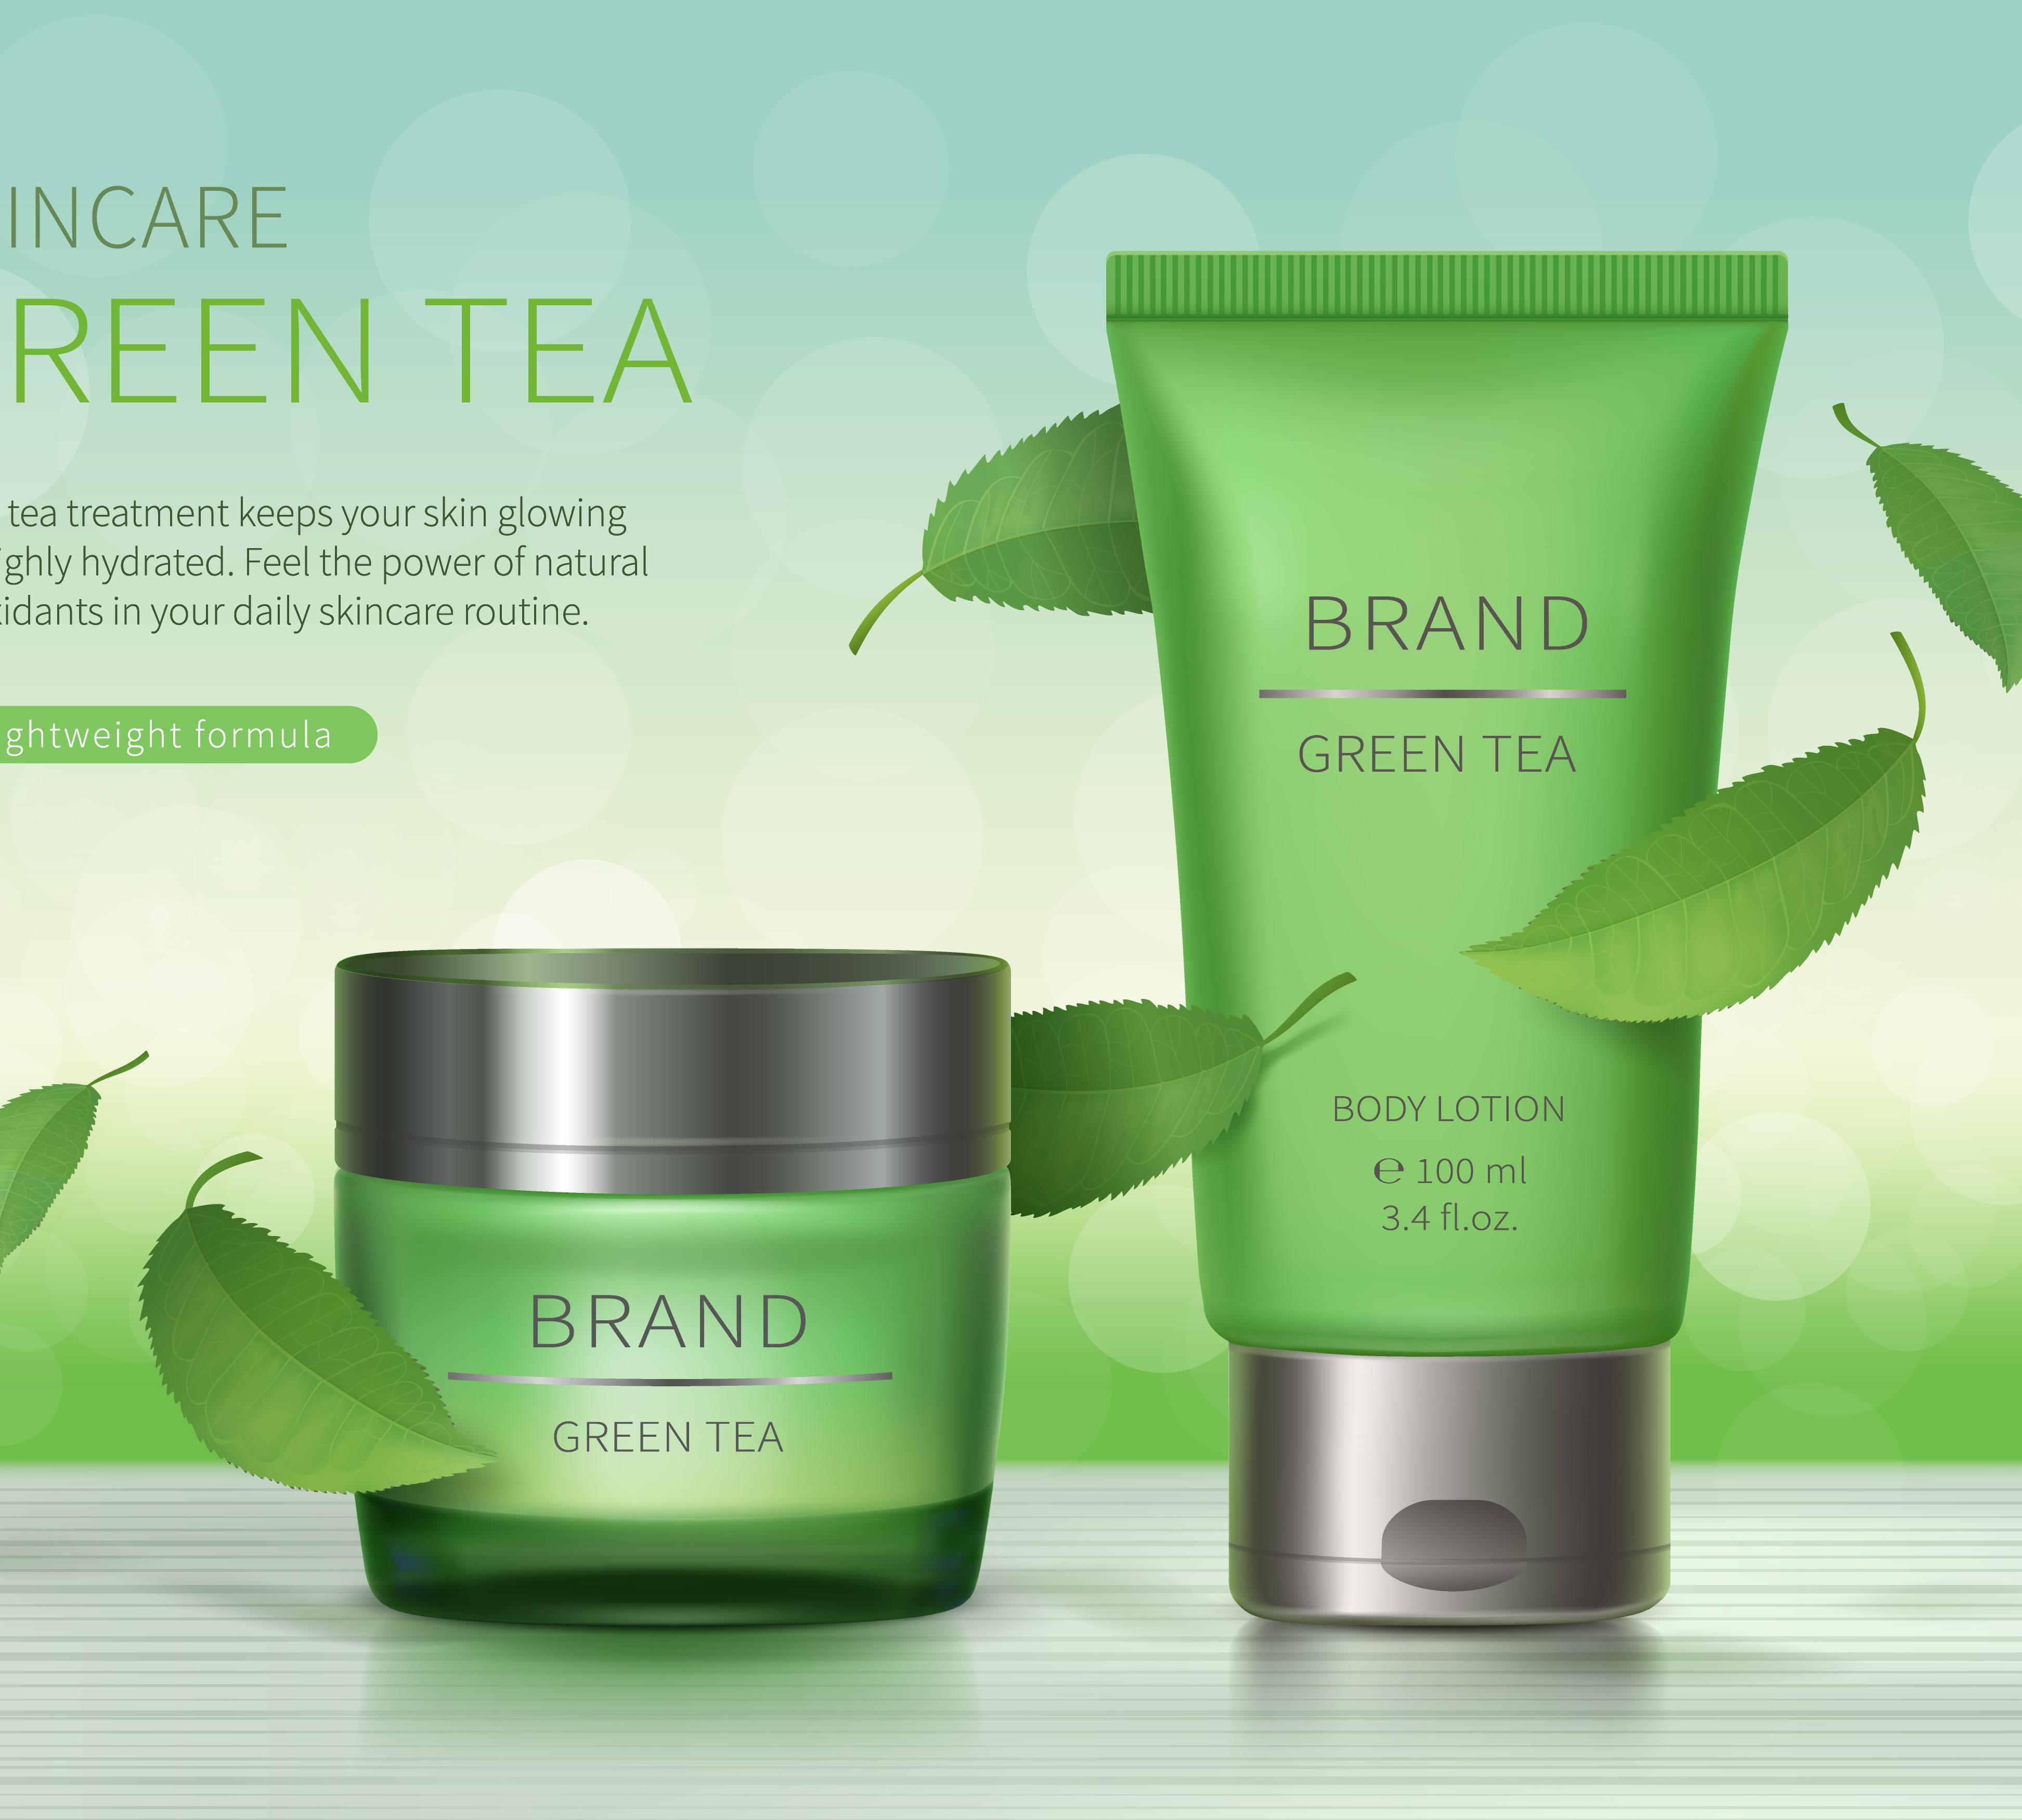 INCARE
REEN TEA
tea treatment keeps your skin glowing
ighly hydrated. Feel the power of natural
idants in your daily skincare routine.
ghtweight formula
BRAND
GREEN TEA
BODY LOTION
℮ 100 ml
3.4 fl.oz.
BRAND
GREEN TEA